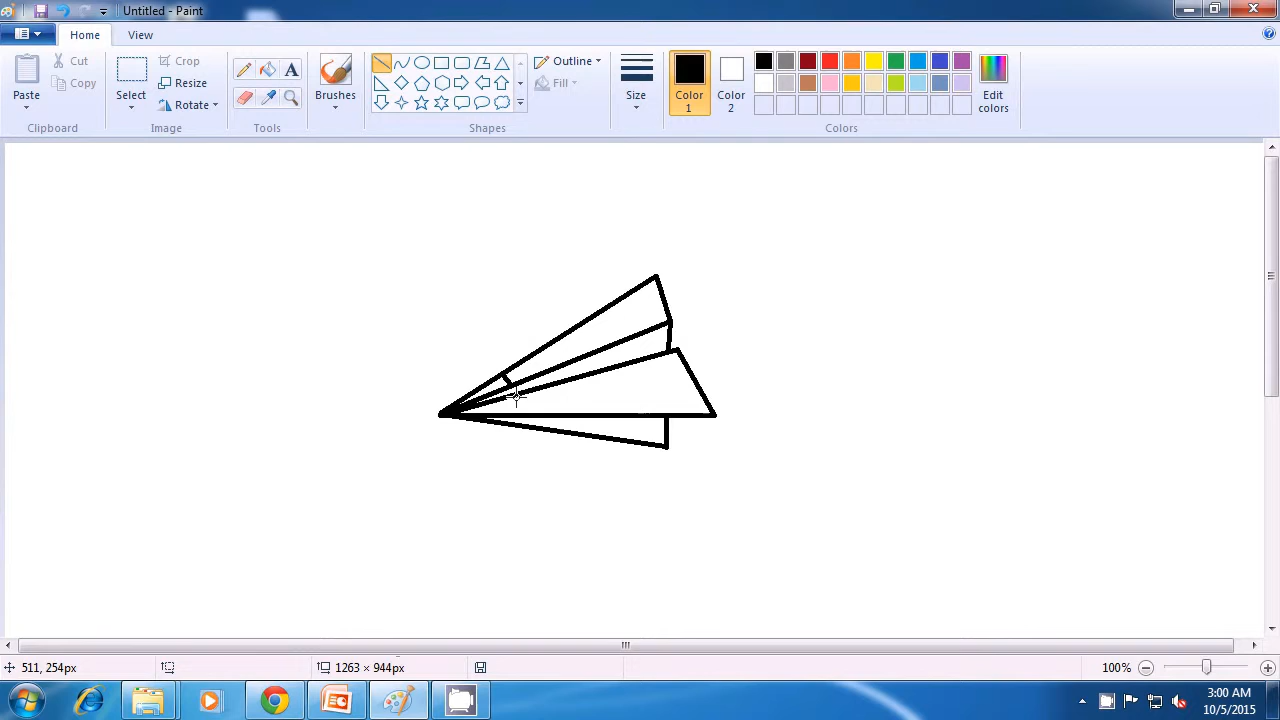 Untitled - Paint
Home View
Paste Cut Copy Select Crop Resize Rotate A Brushes Outline Fill Size Color 1 Color 2 Edit colors
Clipboard Image Tools Shapes Colors
511, 254px 1263 × 944px 100%
3:00 AM
10/5/2015